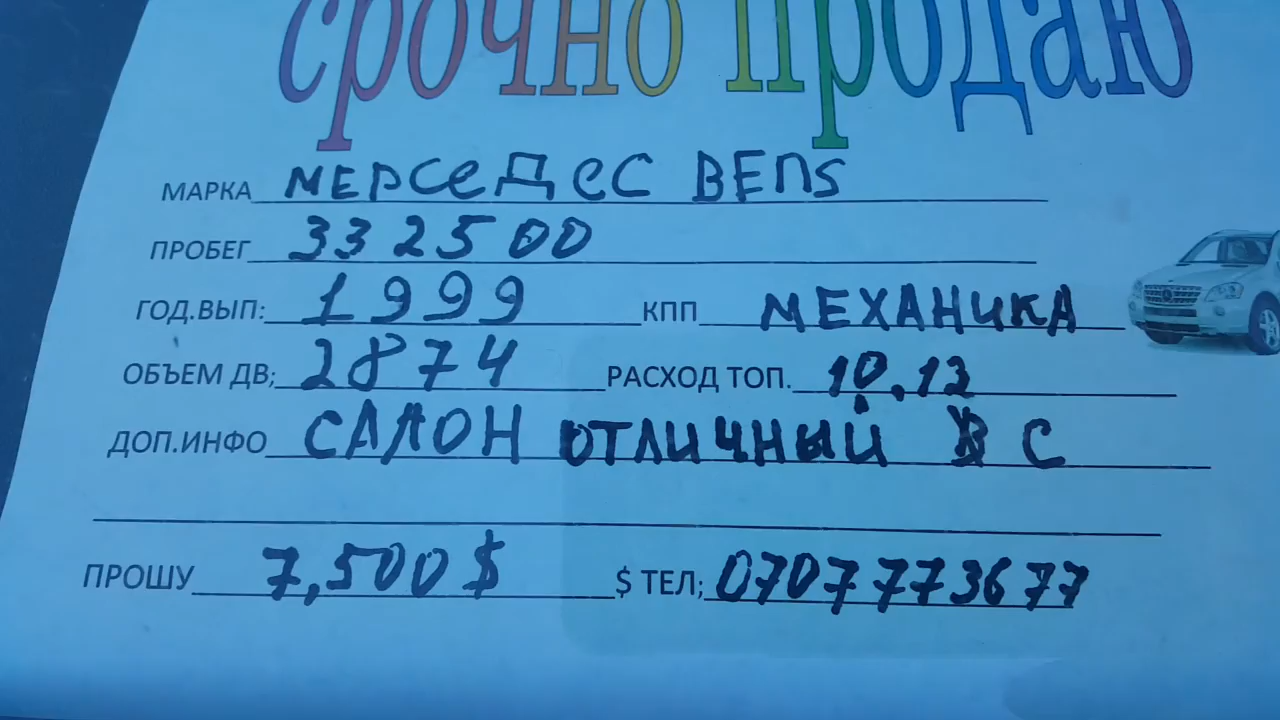 срочно продаю
МАРКА МЕРСЕДЕС BENS
ПРОБЕГ 332500
ГОД.ВЫП: 1999 КПП МЕХАНИКА
ОБЪЕМ ДВ; 2874 РАСХОД ТОП. 10,12
ДОП.ИНФО САЛОН ОТЛИЧНЫЙ С
ПРОШУ 7,500$ $ ТЕЛ; 0707773677